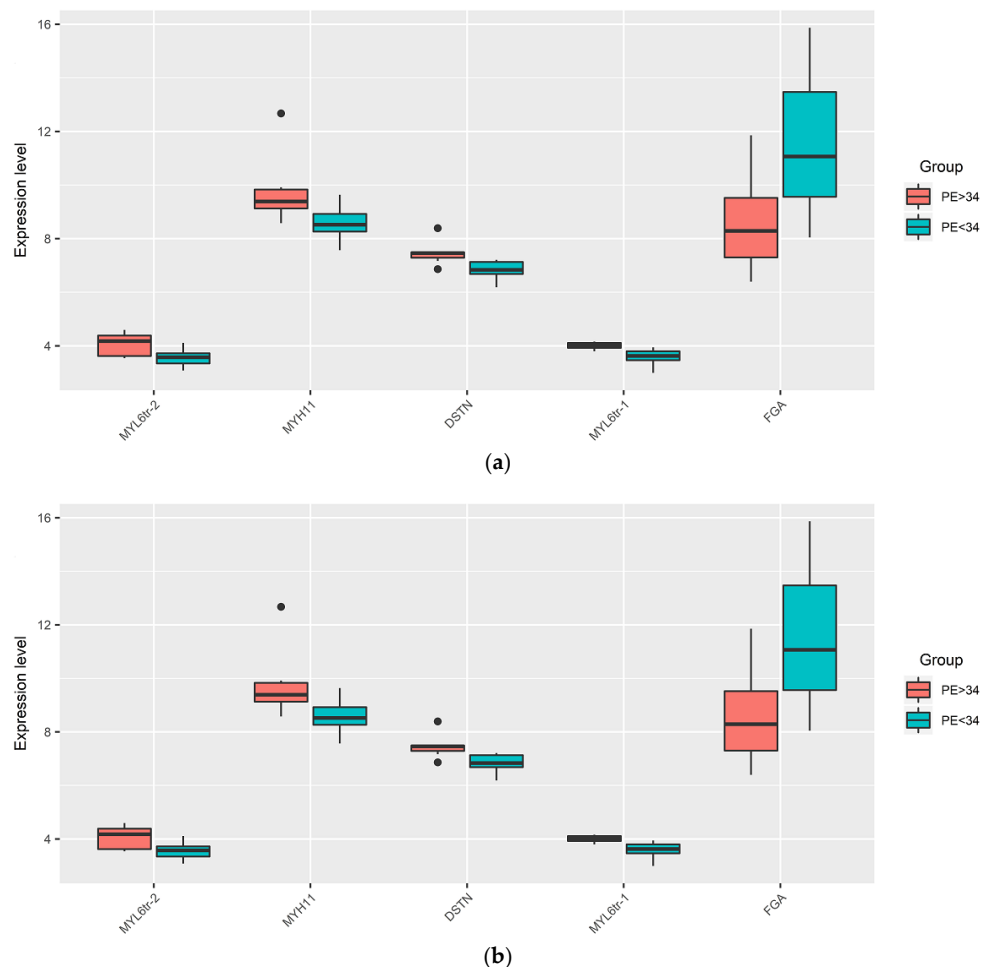 16
12
8
4
Expression level
MYL6tr-2
MYH11
DSTN
MYL6tr-1
FGA
Group
PE>34
PE<34
(a)
16
12
8
4
Expression level
MYL6tr-2
MYH11
DSTN
MYL6tr-1
FGA
Group
PE>34
PE<34
(b)